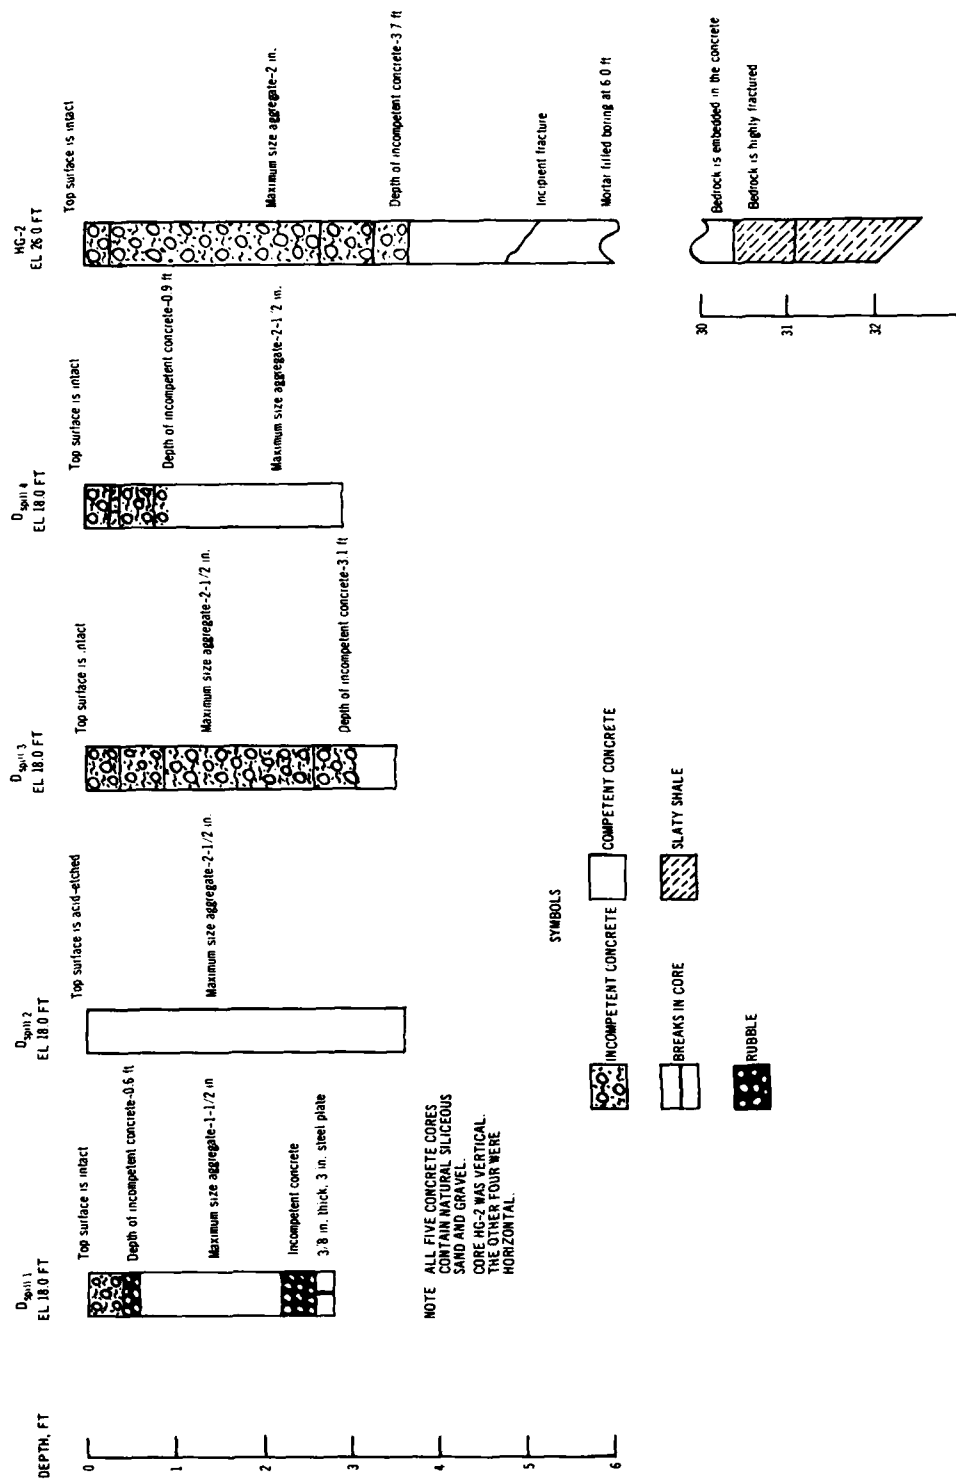 DEPTH, FT
0
1
2
3
4
5
6
D spill 1
EL 18.0 FT
Top surface is intact
Depth of incompetent concrete-0.6 ft
Maximum size aggregate-1-1/2 in
Incompetent concrete
3/8 in. thick, 3 in. steel plate
D spill 2
EL 18.0 FT
Top surface is acid-etched
Maximum size aggregate-2-1/2 in.
D spill 3
EL 18.0 FT
Top surface is intact
Maximum size aggregate-2-1/2 in.
Depth of incompetent concrete-3.1 ft
D spill 4
EL 18.0 FT
Top surface is intact
Depth of incompetent concrete-0.9 ft
Maximum size aggregate-2-1 2 in.
HG-2
EL 26 0 FT
Top surface is intact
Maximum size aggregate-2 in.
Depth of incompetent concrete-3 7 ft
Incipient fracture
Mortar filled boring at 6 0 ft
Bedrock is embedded in the concrete
Bedrock is highly fractured
30
31
32
NOTE ALL FIVE CONCRETE CORES
CONTAIN NATURAL SILICEOUS
SAND AND GRAVEL.
CORE HG-2 WAS VERTICAL.
THE OTHER FOUR WERE
HORIZONTAL.
SYMBOLS
INCOMPETENT CONCRETE
COMPETENT CONCRETE
BREAKS IN CORE
SLATY SHALE
RUBBLE